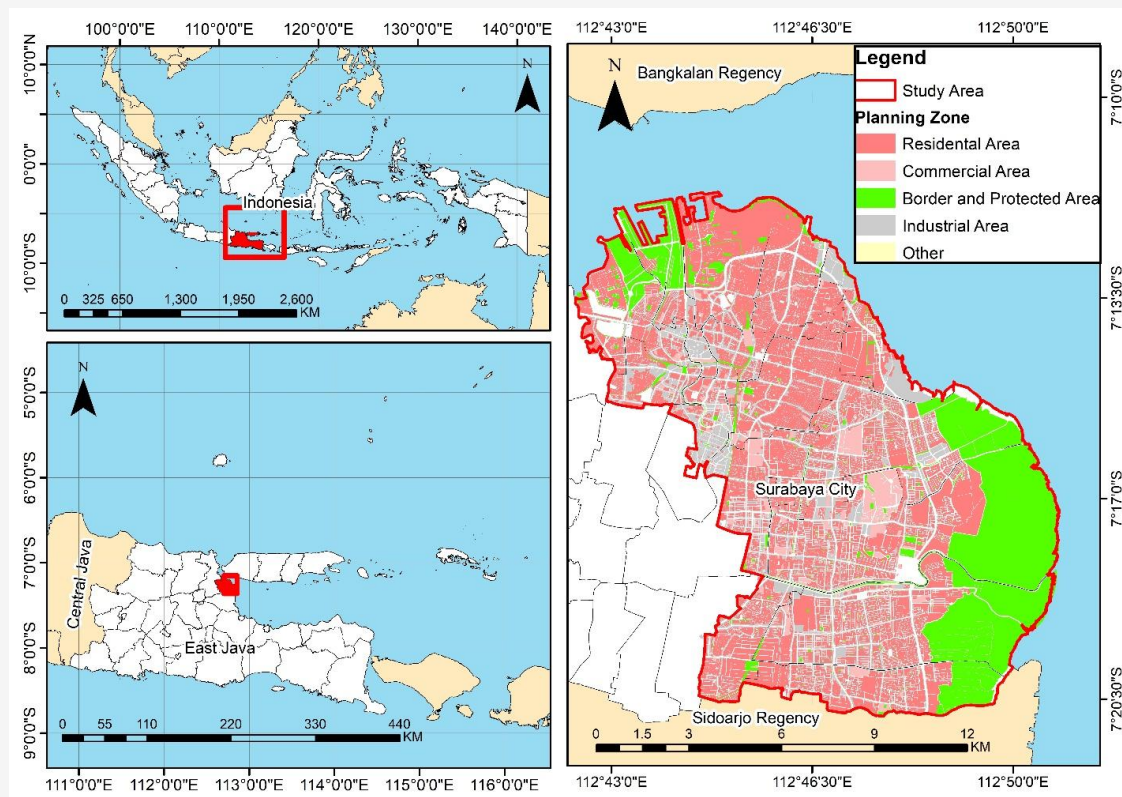 100°0'0"E 110°0'0"E 120°0'0"E 130°0'0"E 140°0'0"E
10°0'0"N
0°0'0"
10°0'0"S
N
Indonesia
0 325 650 1,300 1,950 2,600
KM
N
5°0'0"S
6°0'0"S
7°0'0"S
8°0'0"S
9°0'0"S
Central Java
East Java
0 55 110 220 330 440
KM
111°0'0"E 112°0'0"E 113°0'0"E 114°0'0"E 115°0'0"E 116°0'0"E
112°43'0"E 112°46'30"E 112°50'0"E
N
Bangkalan Regency
Legend
Study Area
Planning Zone
Residental Area
Commercial Area
Border and Protected Area
Industrial Area
Other
7°10'0"S
7°13'30"S
7°17'0"S
7°20'30"S
Surabaya City
Sidoarjo Regency
0 1.5 3 6 9 12
KM
112°43'0"E 112°46'30"E 112°50'0"E